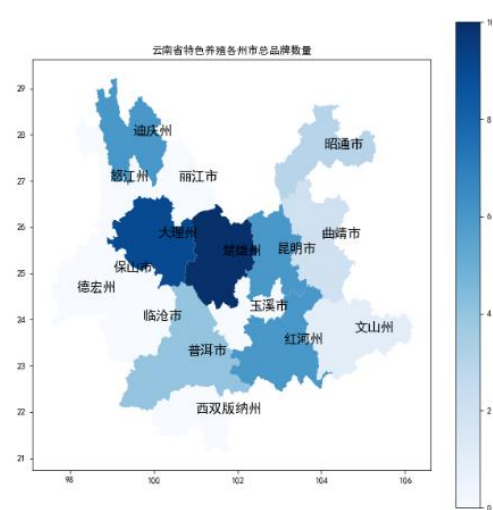 云南省特色养殖各州市总品牌数量
29
28
27
26
25
24
23
22
21
98
100
102
104
106
迪庆州
昭通市
怒江州
丽江市
大理州
楚雄州
昆明市
曲靖市
保山市
德宏州
临沧市
玉溪市
普洱市
红河州
文山州
西双版纳州
8
6
4
2
0